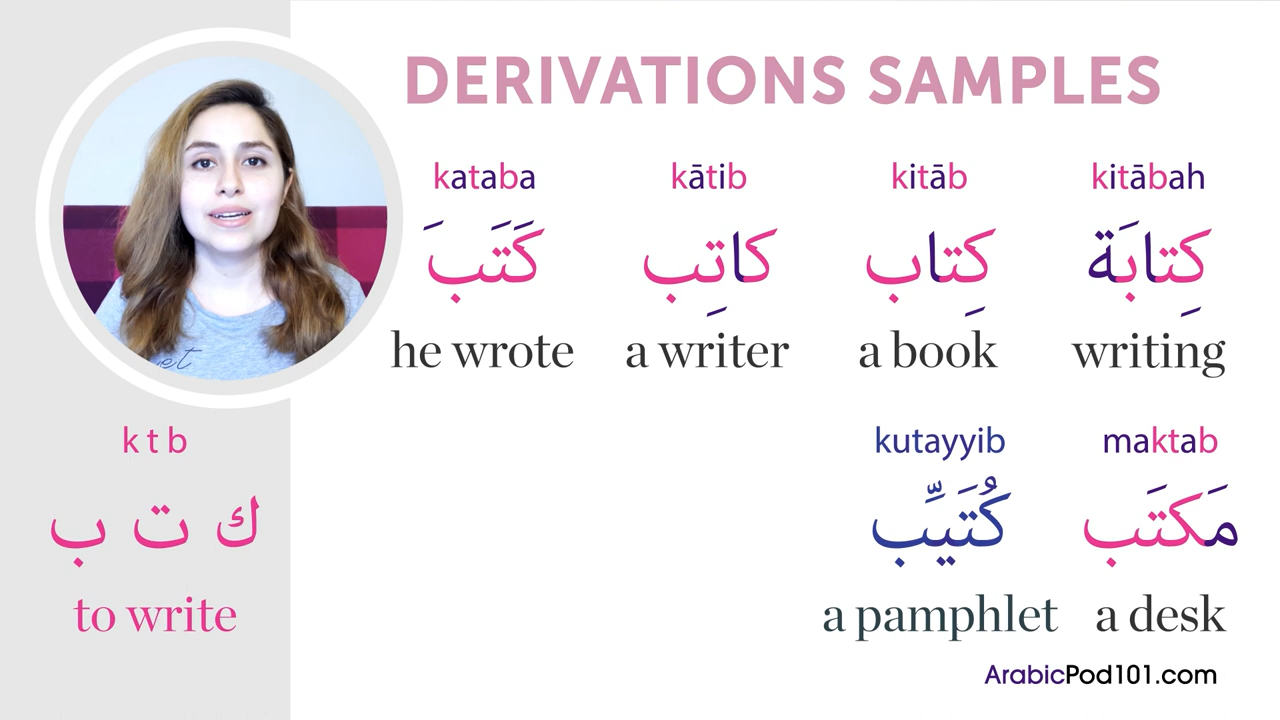 DERIVATIONS SAMPLES
kataba kātib kitāb kitābah
كَتَبَ كاتِب كِتاب كِتابَة
he wrote a writer a book writing
k t b
ك ت ب
to write
kutayyib maktab
كُتَيِّب مَكتَب
a pamphlet a desk
ArabicPod101.com